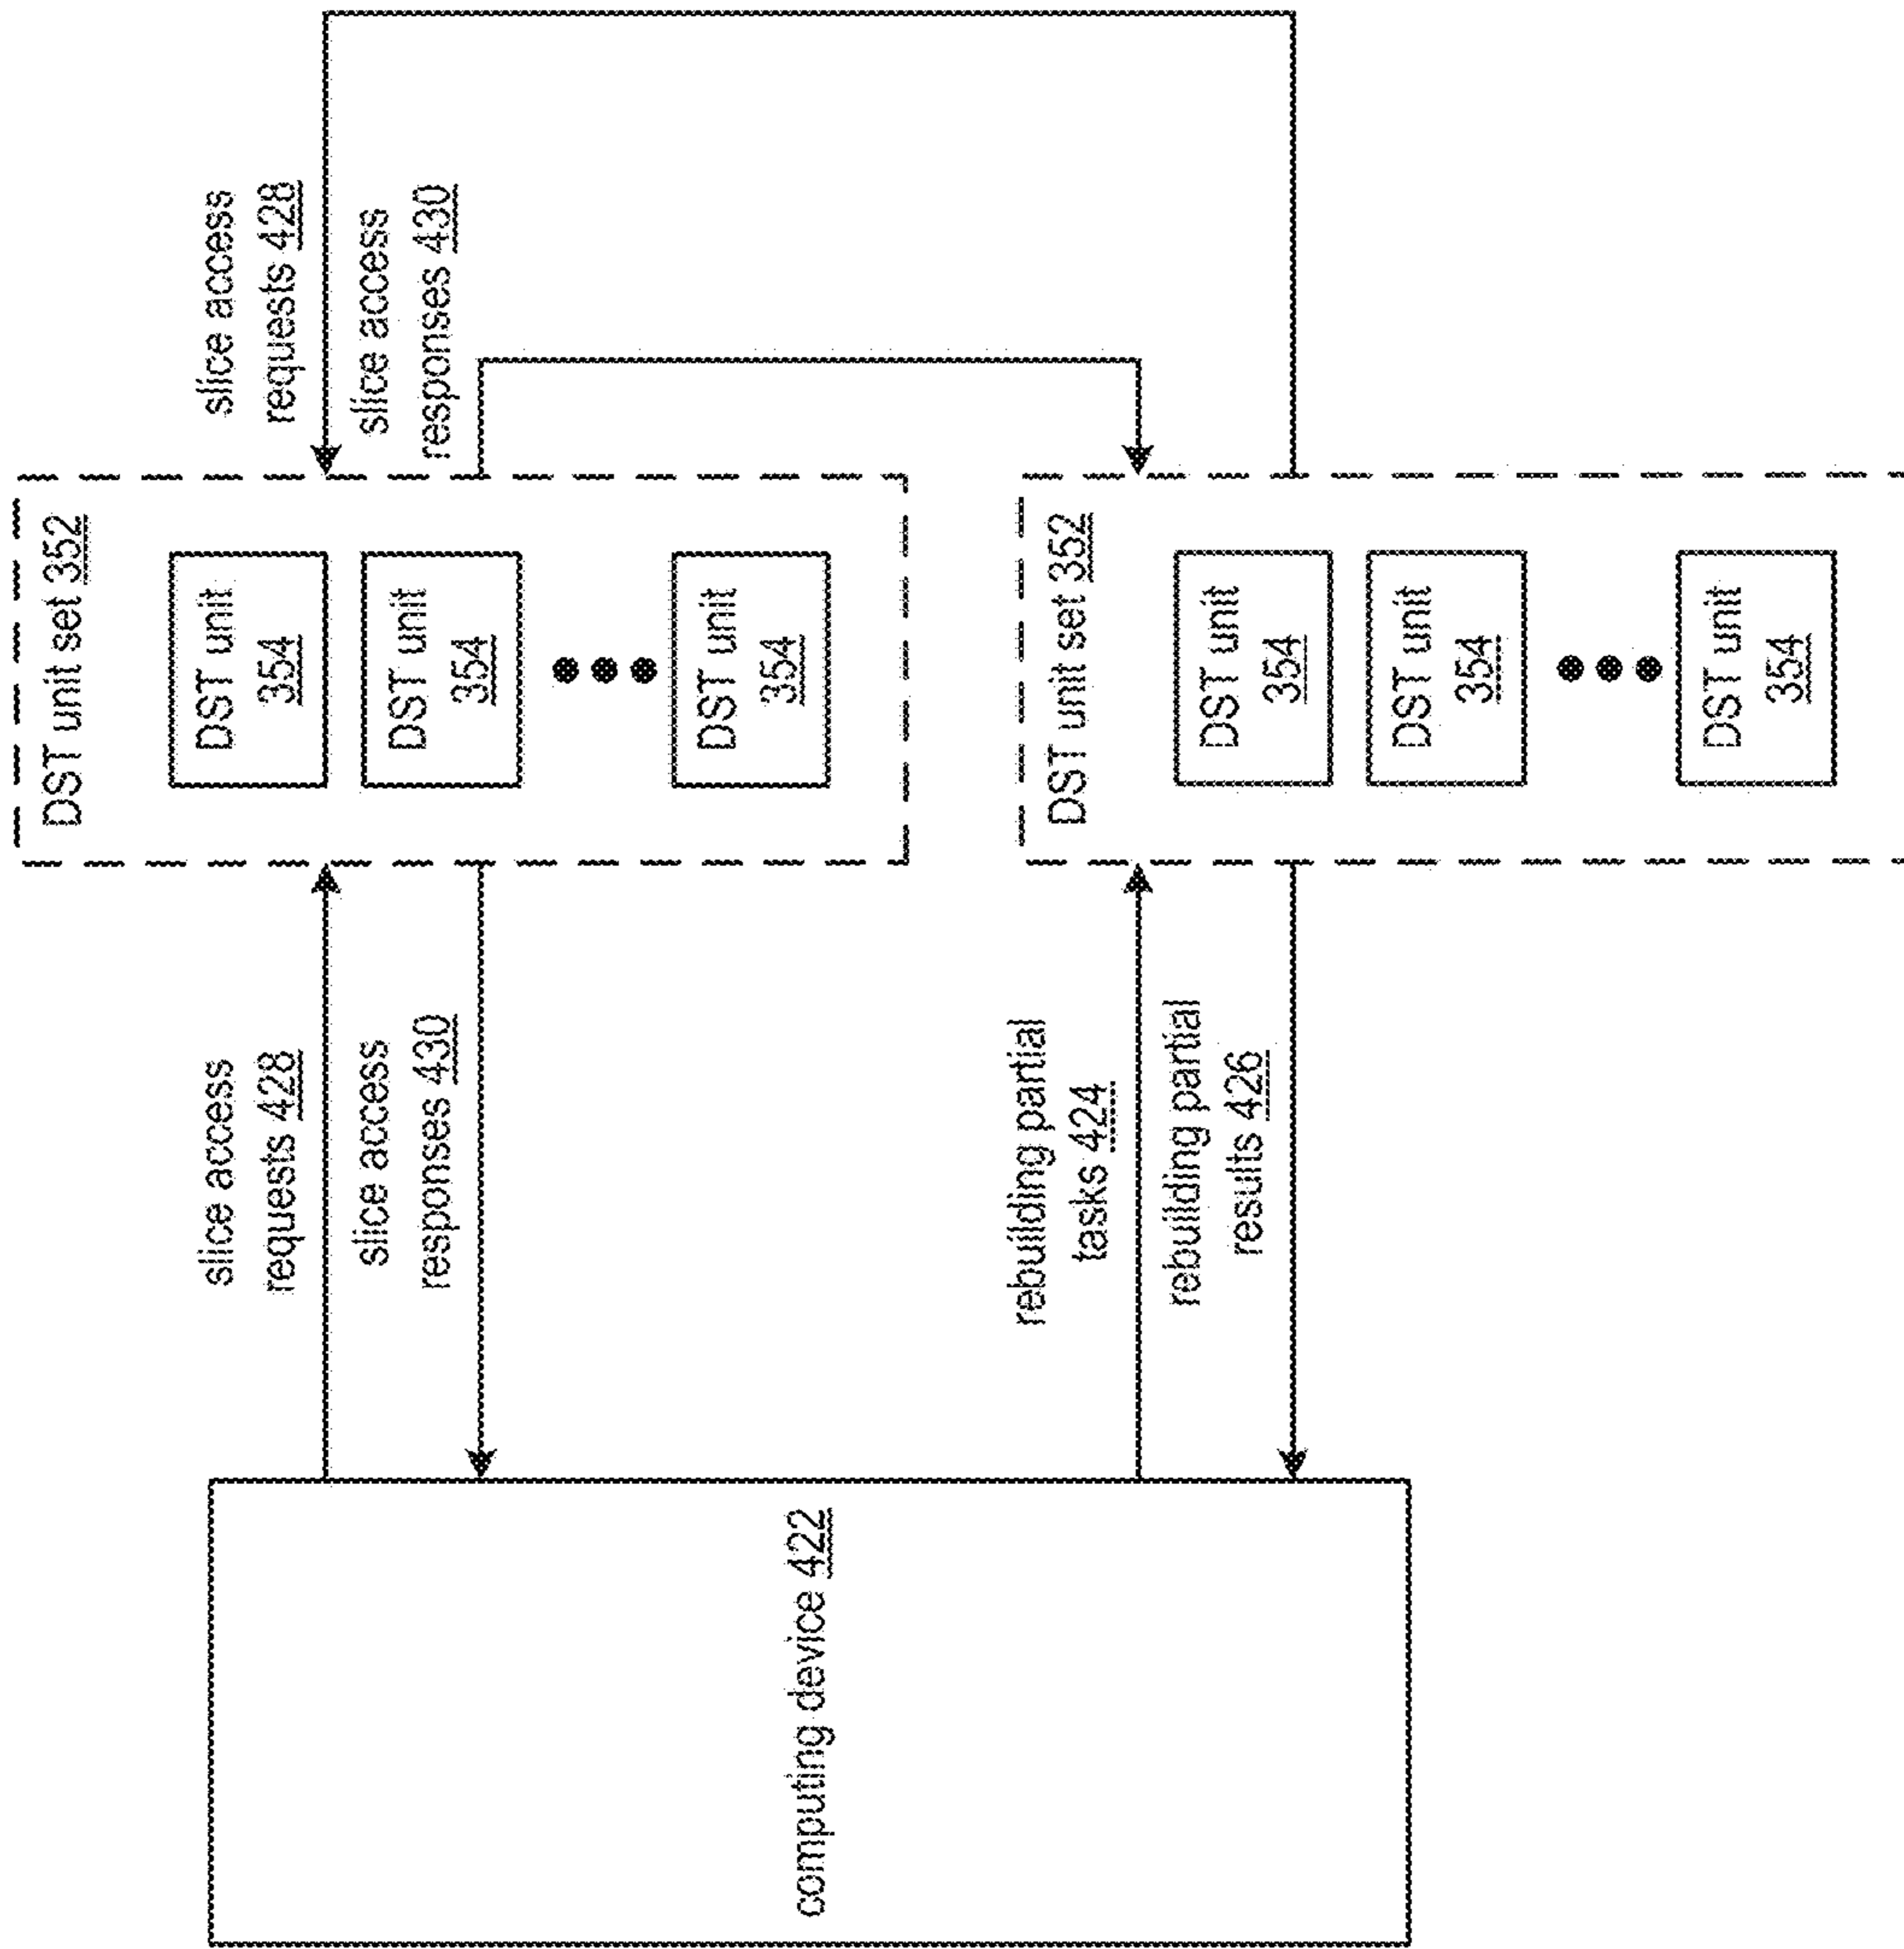 computing device 422
slice access
requests 428
slice access
responses 430
rebuilding partial
tasks 424
rebuilding partial
results 426
DST unit set 352
DST unit
354
DST unit
354
DST unit
354
DST unit set 352
DST unit
354
DST unit
354
DST unit
354
slice access
requests 428
slice access
responses 430